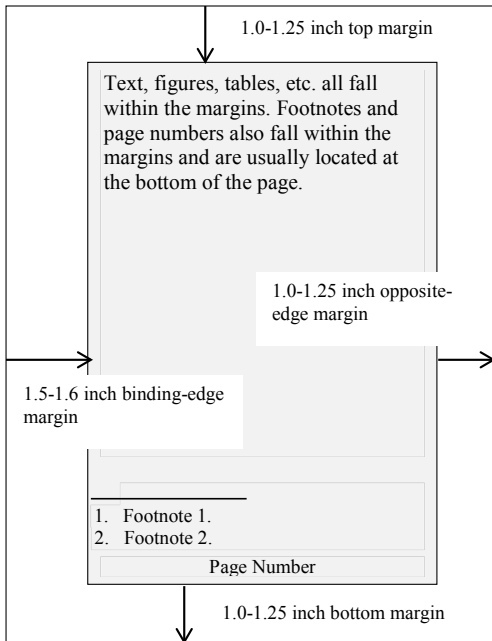 1.0-1.25 inch top margin
Text, figures, tables, etc. all fall
within the margins. Footnotes and
page numbers also fall within the
margins and are usually located at
the bottom of the page.
1.0-1.25 inch opposite-
edge margin
1.5-1.6 inch binding-edge
margin
1. Footnote 1.
2. Footnote 2.
Page Number
1.0-1.25 inch bottom margin